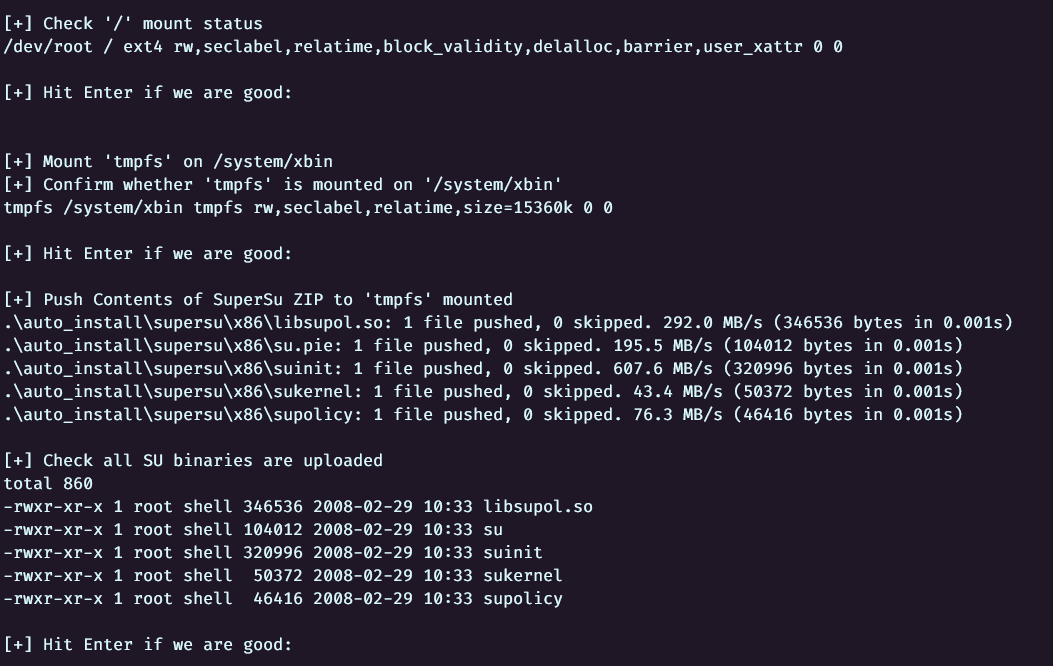 [+] Check '/' mount status
/dev/root / ext4 rw,seclabel,relatime,block_validity,delalloc,barrier,user_xattr 0 0
[+] Hit Enter if we are good:
[+] Mount 'tmpfs' on /system/xbin
[+] Confirm whether 'tmpfs' is mounted on '/system/xbin'
tmpfs /system/xbin tmpfs rw,seclabel,relatime,size=15360k 0 0
[+] Hit Enter if we are good:
[+] Push Contents of SuperSu ZIP to 'tmpfs' mounted
.\auto_install\supersu\x86\libsupol.so: 1 file pushed, 0 skipped. 292.0 MB/s (346536 bytes in 0.001s)
.\auto_install\supersu\x86\su.pie: 1 file pushed, 0 skipped. 195.5 MB/s (104012 bytes in 0.001s)
.\auto_install\supersu\x86\suinit: 1 file pushed, 0 skipped. 607.6 MB/s (320996 bytes in 0.001s)
.\auto_install\supersu\x86\sukernel: 1 file pushed, 0 skipped. 43.4 MB/s (50372 bytes in 0.001s)
.\auto_install\supersu\x86\supolicy: 1 file pushed, 0 skipped. 76.3 MB/s (46416 bytes in 0.001s)
[+] Check all SU binaries are uploaded
total 860
-rwxr-xr-x 1 root shell 346536 2008-02-29 10:33 libsupol.so
-rwxr-xr-x 1 root shell 104012 2008-02-29 10:33 su
-rwxr-xr-x 1 root shell 320996 2008-02-29 10:33 suinit
-rwxr-xr-x 1 root shell  50372 2008-02-29 10:33 sukernel
-rwxr-xr-x 1 root shell  46416 2008-02-29 10:33 supolicy
[+] Hit Enter if we are good: